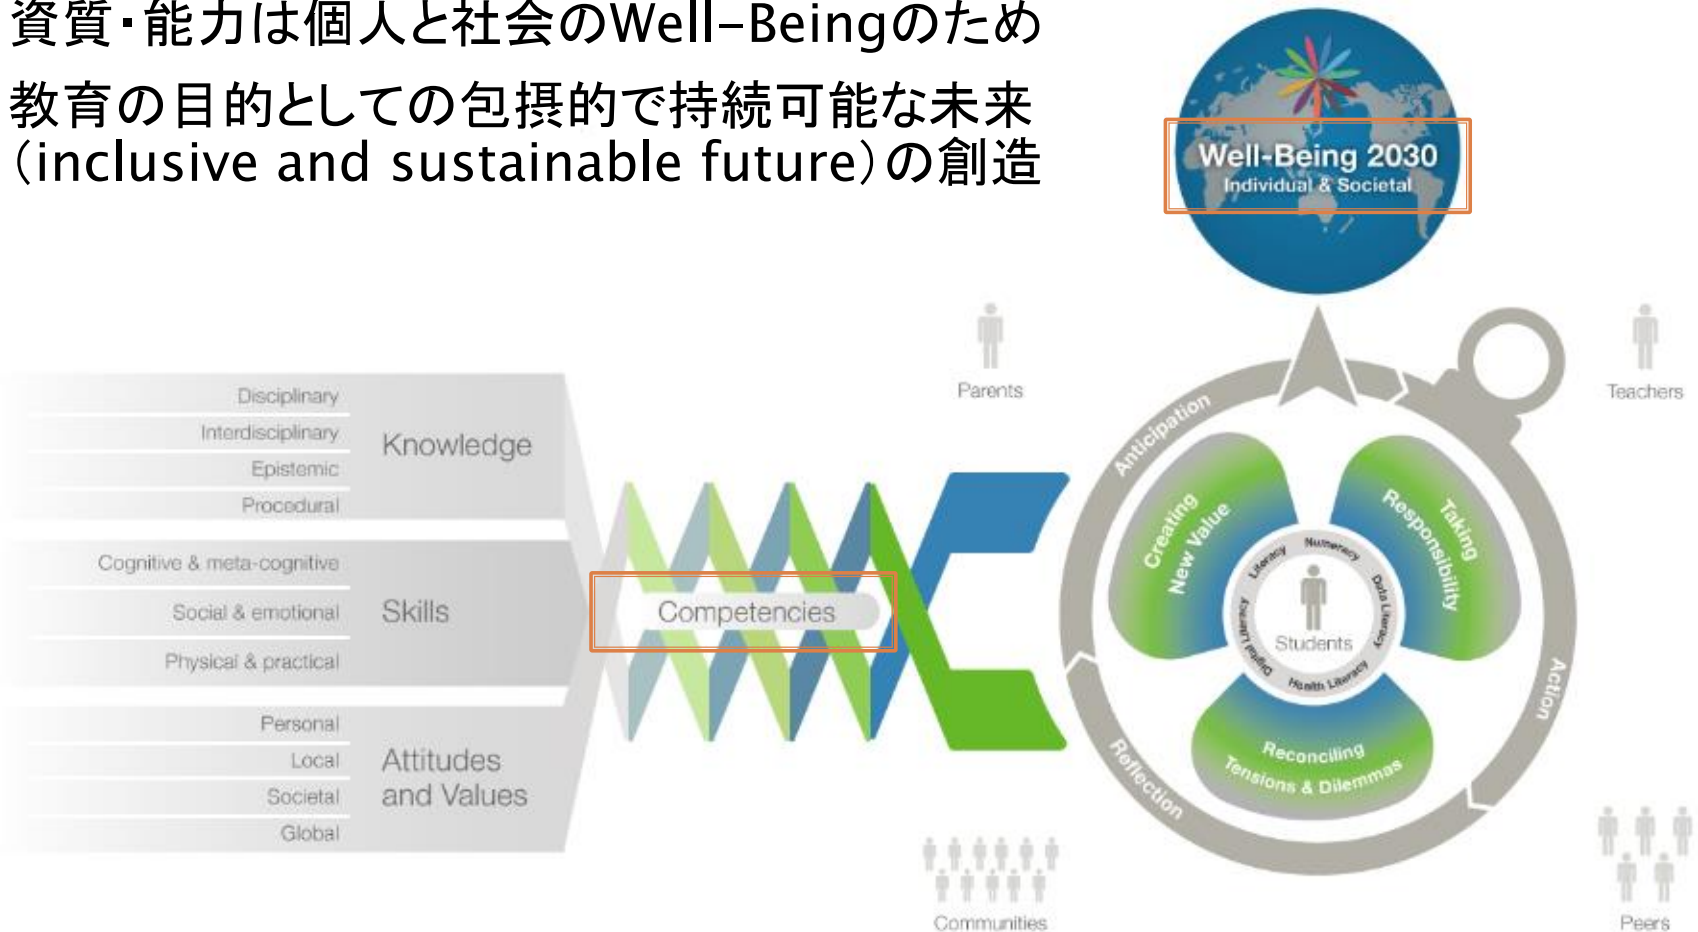 資質・能力は個人と社会のWell-Beingのため
教育の目的としての包摂的で持続可能な未来
（inclusive and sustainable future）の創造
Well-Being 2030
Individual & Societal
Parents
Teachers
Disciplinary
Interdisciplinary
Epistemic
Procedural
Knowledge
Cognitive & meta-cognitive
Social & emotional
Physical & practical
Skills
Personal
Local
Societal
Global
Attitudes
and Values
Competencies
Anticipation
Action
Reflection
Creating
New Value
Taking
Responsibility
Reconciling
Tensions & Dilemmas
Literacy
Numeracy
Data Literacy
Health Literacy
Digital Literacy
Students
Communities
Peers